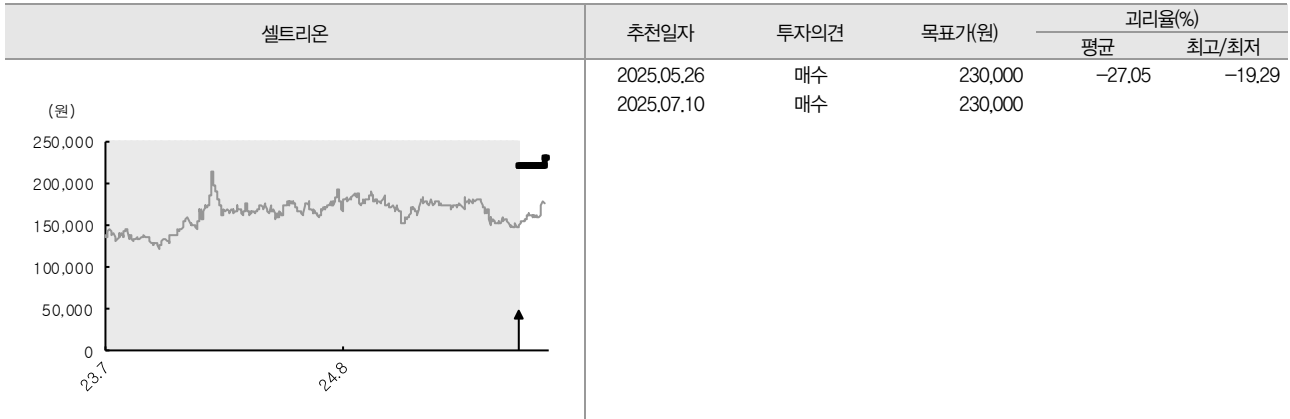 셀트리온 추천일자 투자의견 목표가(원) 괴리율(%)
평균 최고/최저
2025.05.26 매수 230,000 −27.05 −19.29
2025.07.10 매수 230,000
(원)
250,000
200,000
150,000
100,000
50,000
0
23.7 24.8